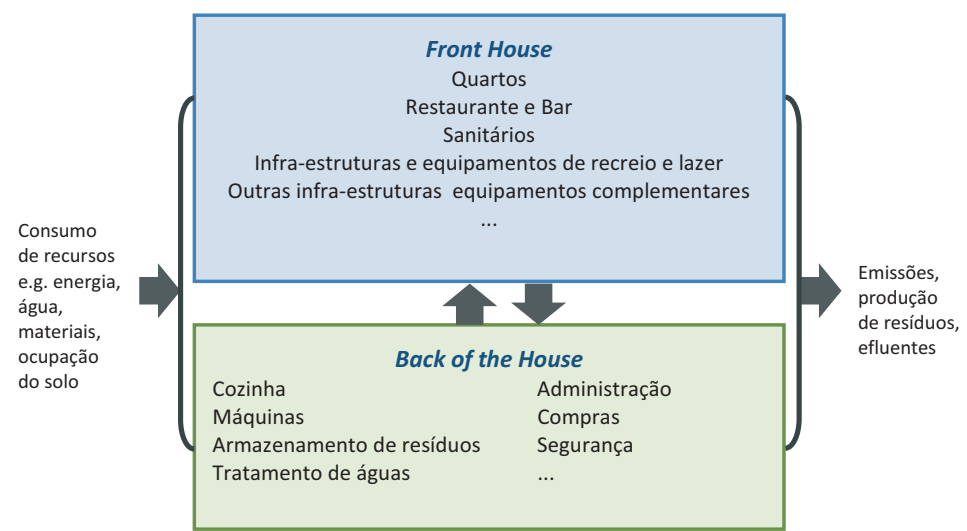 Front House
Quartos
Restaurante e Bar
Sanitários
Infra-estruturas e equipamentos de recreio e lazer
Outras infra-estruturas equipamentos complementares
...
Consumo
de recursos
e.g. energia,
água,
materiais,
ocupação
do solo
Emissões,
produção
de resíduos,
efluentes
Back of the House
Cozinha
Máquinas
Armazenamento de resíduos
Tratamento de águas
Administração
Compras
Segurança
...